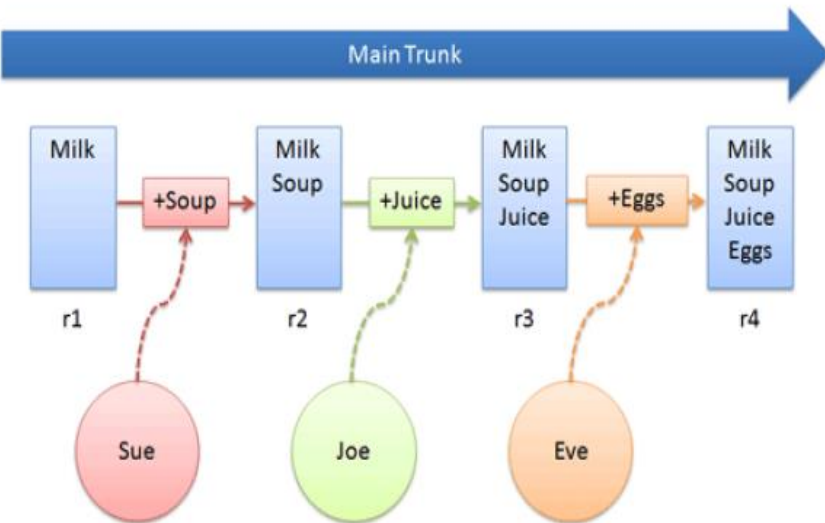 Main Trunk
Milk
+Soup
Milk
Soup
+Juice
Milk
Soup
Juice
+Eggs
Milk
Soup
Juice
Eggs
r1
r2
r3
r4
Sue
Joe
Eve